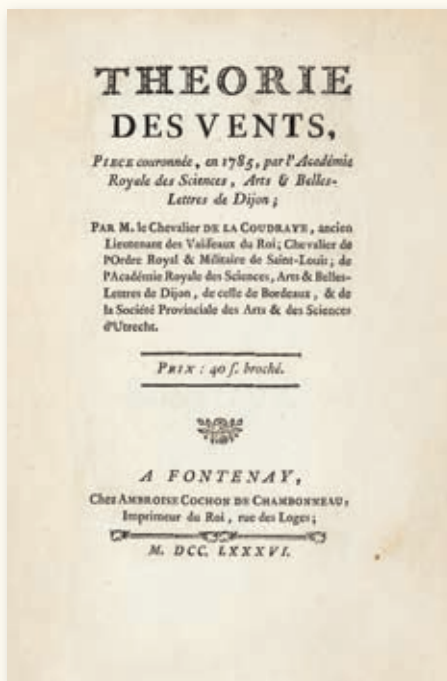 THEORIE
DES VENTS,
PIECE couronnée, en 1785, par l'Académie
Royale des Sciences, Arts & Belles-
Lettres de Dijon;
PAR M. le Chevalier DE LA COUDRAYE, ancien
Lieutenant des Vaisseaux du Roi; Chevalier de
l'Ordre Royal & Militaire de Saint-Louis; de
l'Académie Royale des Sciences, Arts & Belles-
Lettres de Dijon, de celle de Bordeaux, & de
la Société Provinciale des Arts & des Sciences
d'Utrecht.
PRIX: 40 ſ. broché.
A FONTENAY,
Chez AMBROISE COCHON DE CHAMBONNEAU,
Imprimeur du Roi, rue des Loges;
M. DCC. LXXXVI.